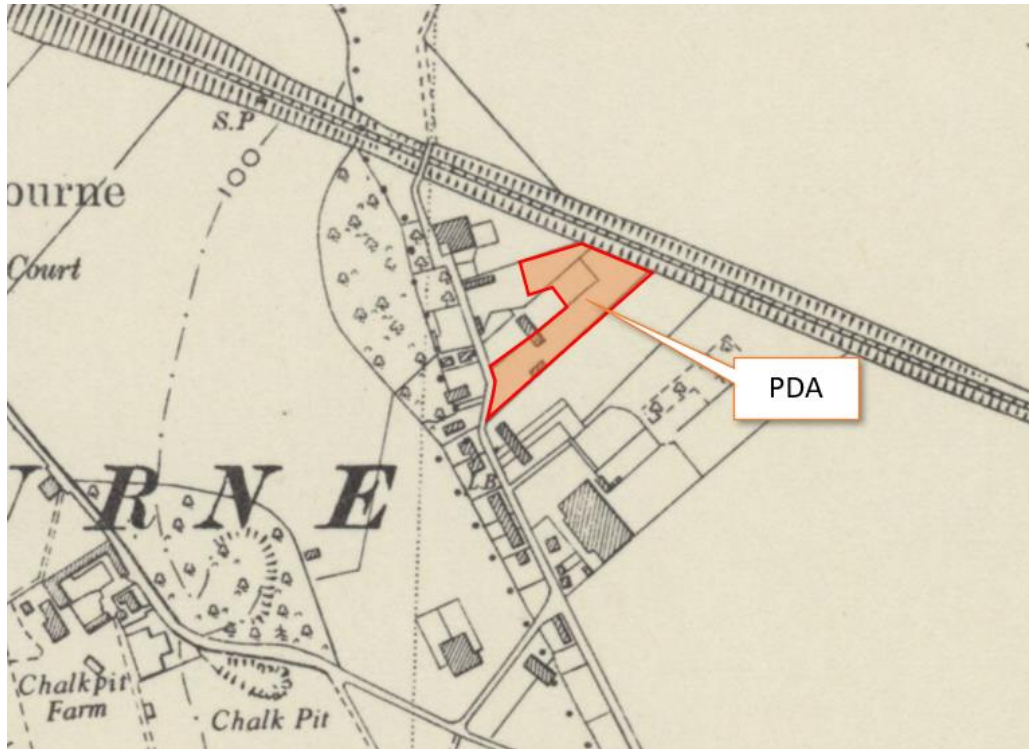 S.P
100
ourne
Court
PDA
L.B
URNE
Chalkpit
Farm
Chalk Pit